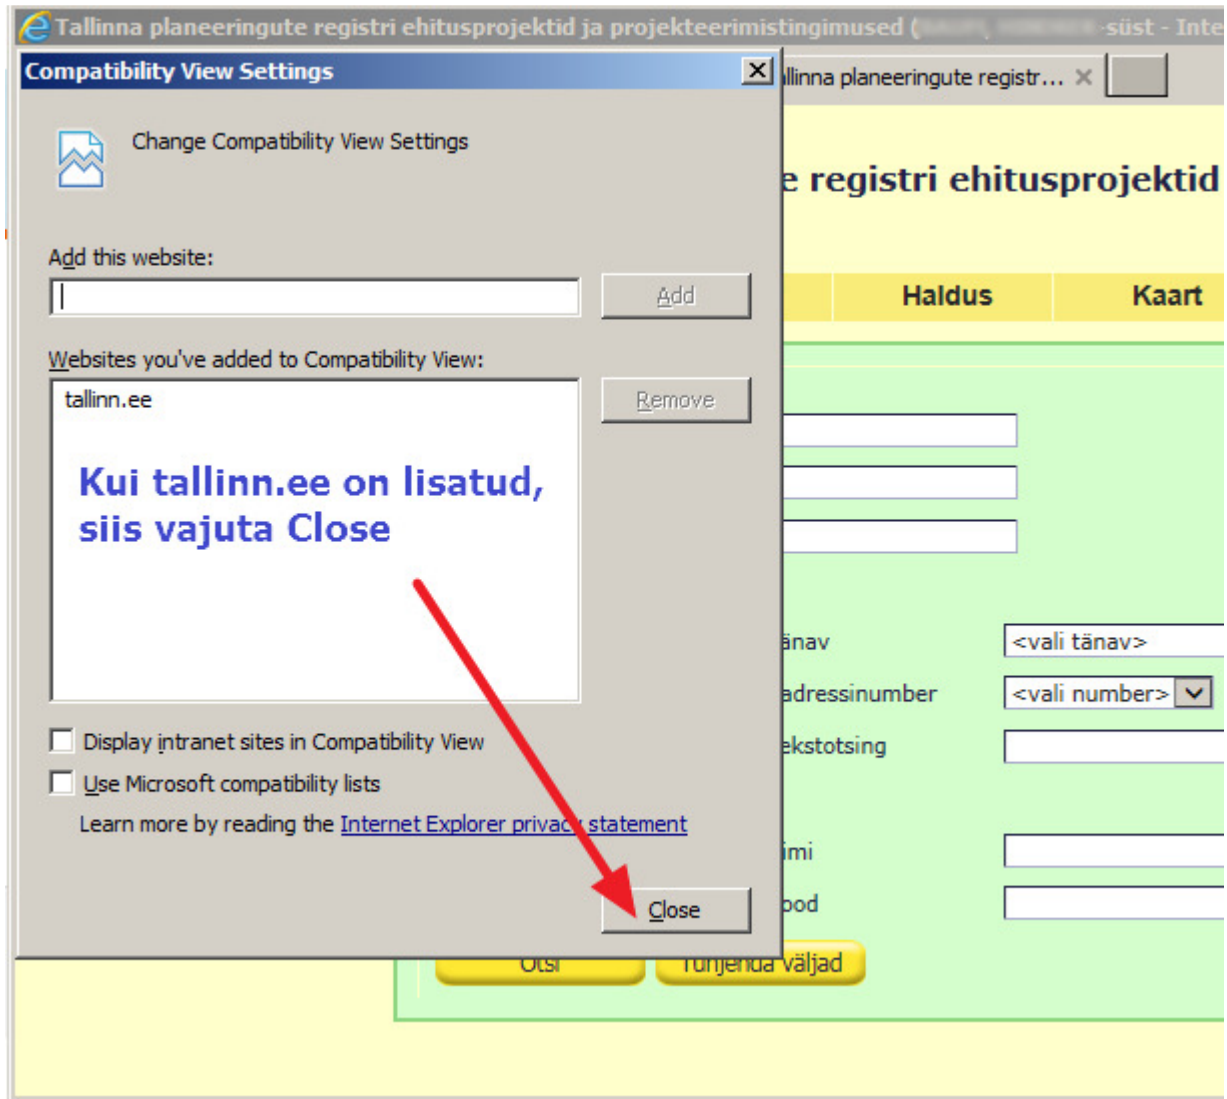 Tallinna planeeringute registri ehitusprojektid ja projekteerimistingimused (
-süst - Inte
Compatibility View Settings
allinna planeeringute registr...
Change Compatibility View Settings
e registri ehitusprojektid
Add this website:
Add
Haldus
Kaart
Websites you've added to Compatibility View:
tallinn.ee
Remove
Kui tallinn.ee on lisatud,
siis vajuta Close
änav
<vali tänav>
adressinumber
<vali number>
ekstotsing
Display intranet sites in Compatibility View
Use Microsoft compatibility lists
Learn more by reading the Internet Explorer privacy statement
imi
ood
Close
Otsi
Tühjenda väljad